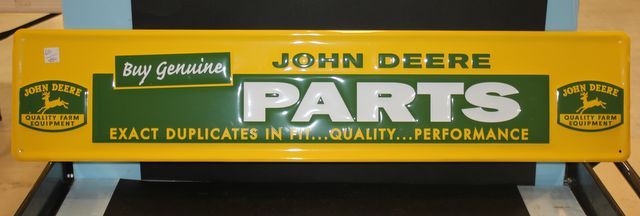 Buy Genuine
JOHN DEERE
PARTS
EXACT DUPLICATES IN FIT...QUALITY...PERFORMANCE
JOHN DEERE
QUALITY FARM
EQUIPMENT
JOHN DEERE
QUALITY FARM
EQUIPMENT